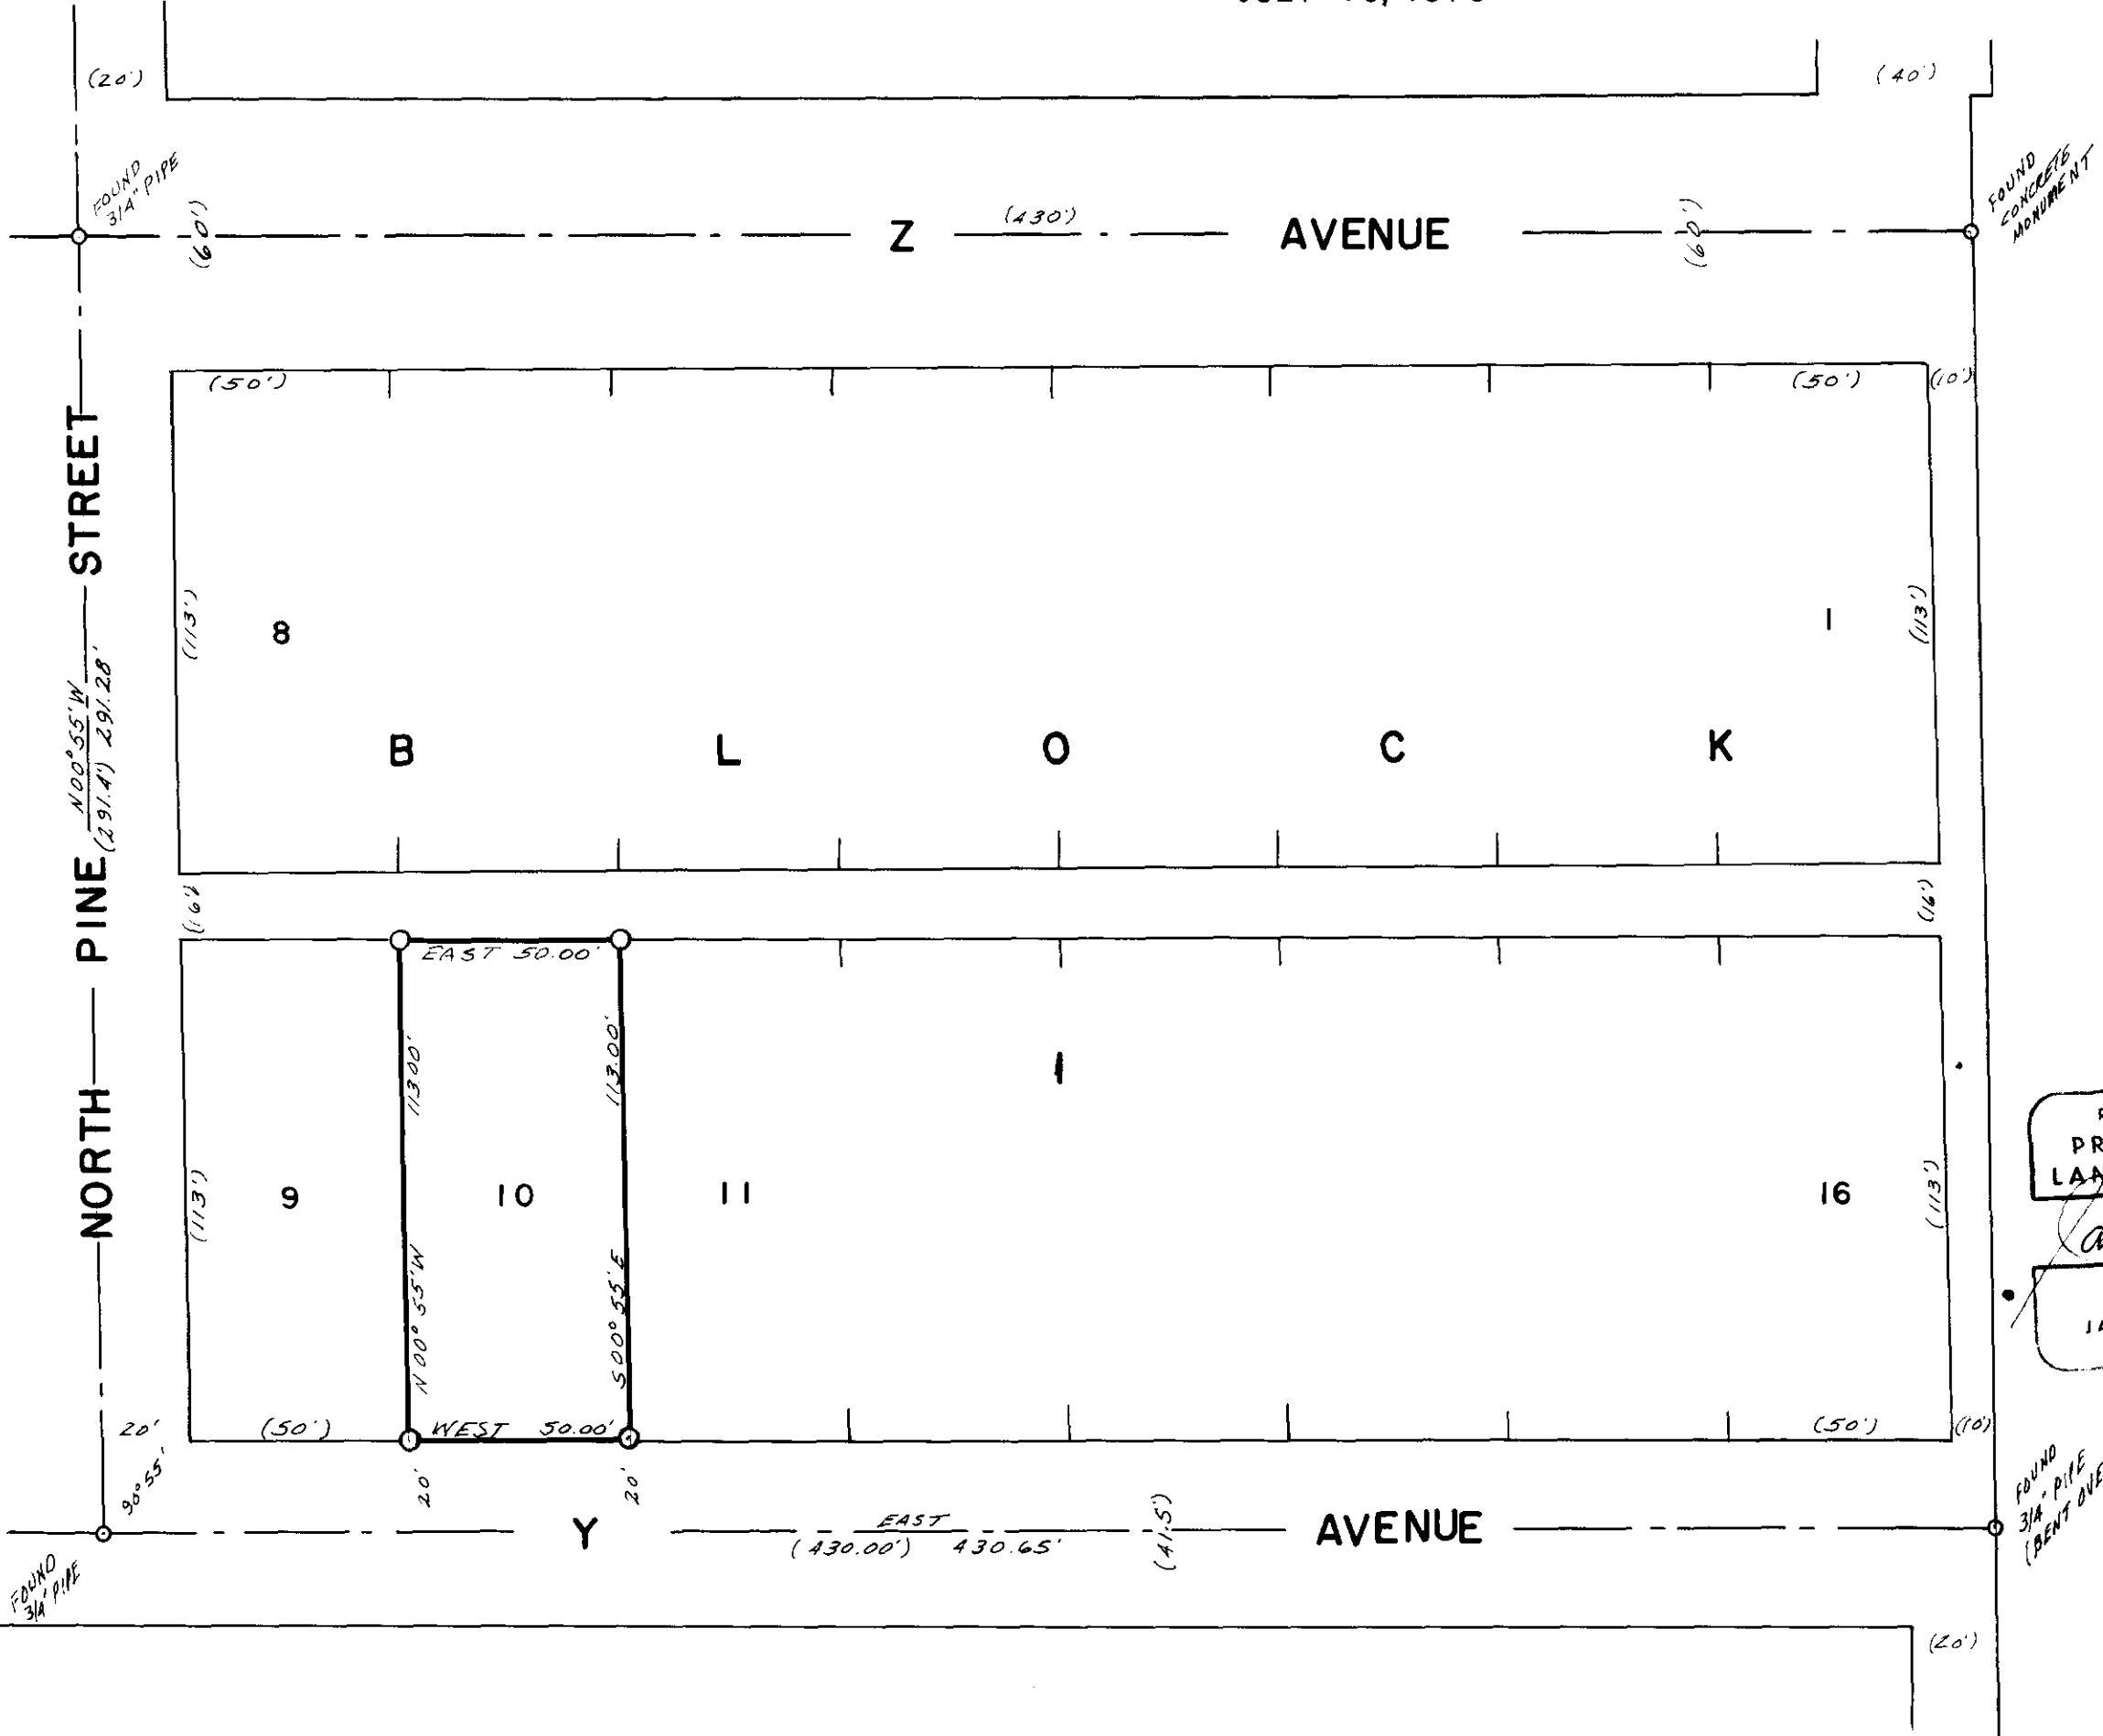 (20')
(40')
FOUND
3/4" PIPE
(60')
Z
(430')
AVENUE
(60')
FOUND
CONCRETE
MONUMENT
(50')
(50')
(10')
STREET
(113')
8
1
(113')
N00°55'W
(291.4') 291.28'
B L O C K
PINE
(16')
(16')
EAST 50.00'
113.00'
113.00'
1
NORTH
(113')
9
10
11
16
(113')
N00°55'W
S00°55'E
20'
(50')
WEST 50.00'
(50')
(10')
90°55'
20'
20'
Y
EAST
(430.00') 430.65'
(41.5')
AVENUE
FOUND
3/4" PIPE
FOUND
3/4" PIPE
(BENT OVE
(20')
PR